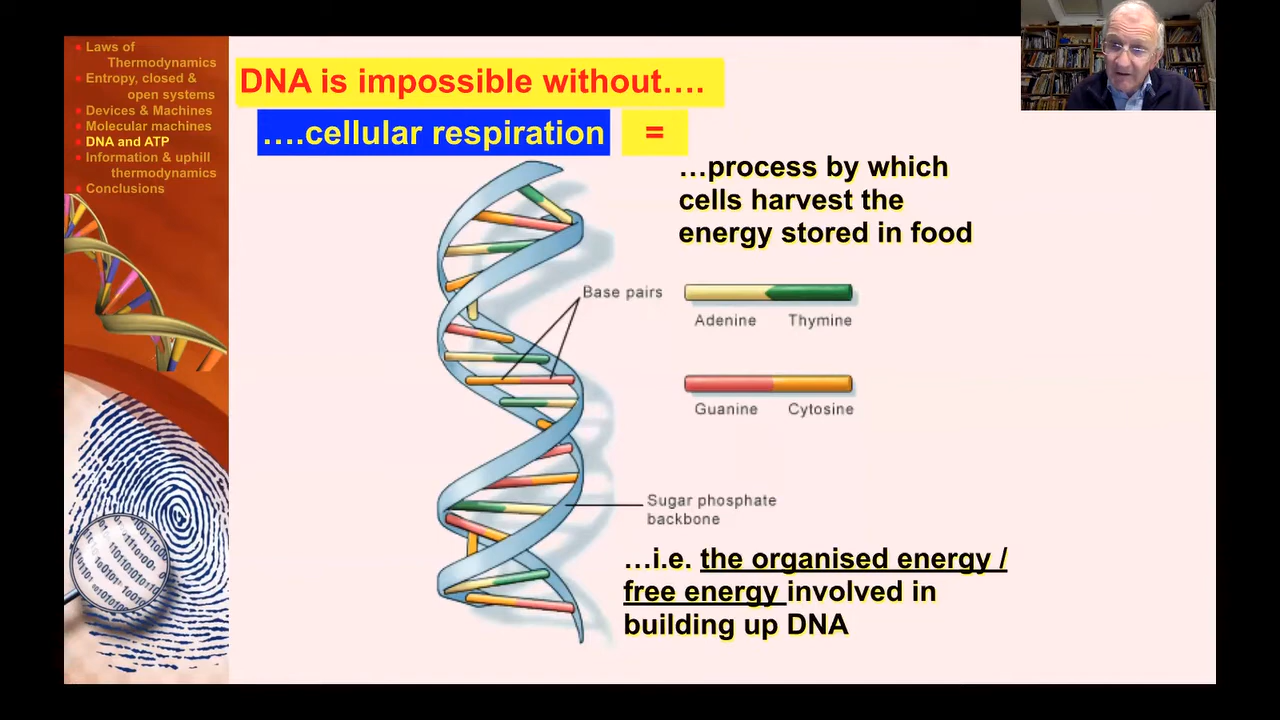 Laws of
Thermodynamics
Entropy, closed &
open systems
Devices & Machines
Molecular machines
DNA and ATP
Information & uphill
thermodynamics
Conclusions
DNA is impossible without….
….cellular respiration =
…process by which
cells harvest the
energy stored in food
Base pairs
Adenine Thymine
Guanine Cytosine
Sugar phosphate
backbone
…i.e. the organised energy /
free energy involved in
building up DNA